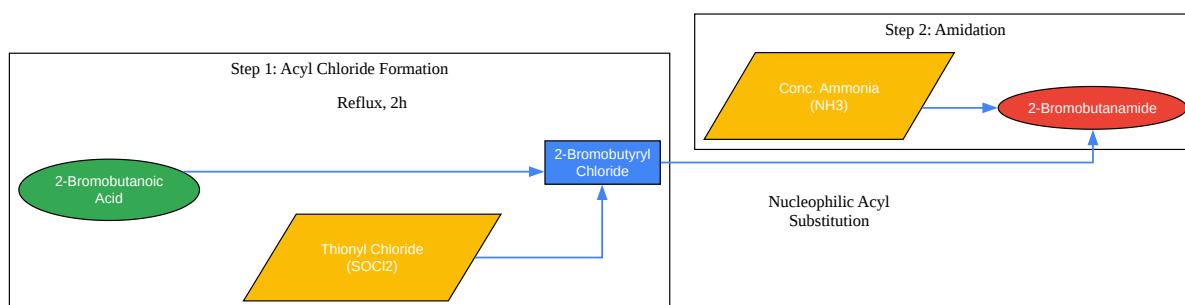 Step 2: Amidation
Step 1: Acyl Chloride Formation
Reflux, 2h
Conc. Ammonia
(NH3)
2-Bromobutanamide
2-Bromobutyryl
Chloride
2-Bromobutanoic
Acid
Nucleophilic Acyl
Substitution
Thionyl Chloride
(SOCl2)